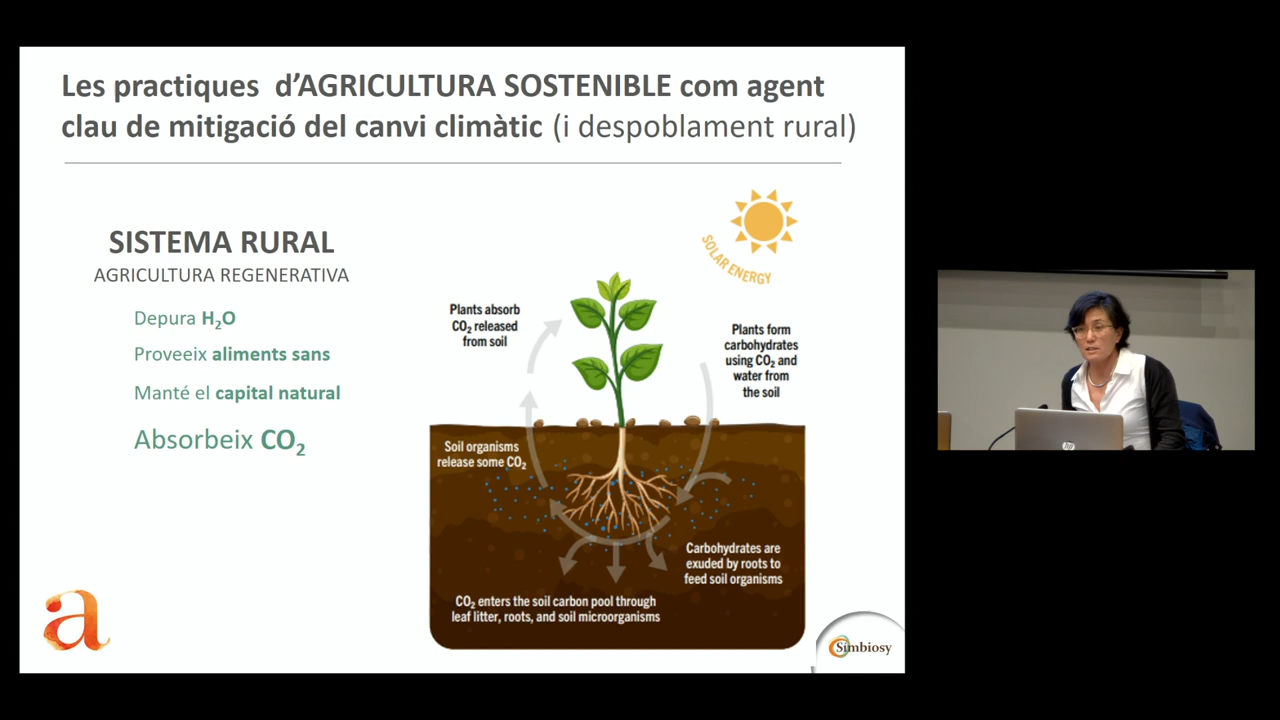 Les practiques d'AGRICULTURA SOSTENIBLE com agent
clau de mitigació del canvi climàtic (i despoblament rural)
SISTEMA RURAL
AGRICULTURA REGENERATIVA
Depura H₂O
Proveeix aliments sans
Manté el capital natural
Absorbeix CO₂
SOLAR ENERGY
Plants absorb
CO₂ released
from soil
Plants form
carbohydrates
using CO₂ and
water from
the soil
Soil organisms
release some CO₂
Carbohydrates are
exuded by roots to
feed soil organisms
CO₂ enters the soil carbon pool through
leaf litter, roots, and soil microorganisms
a
Simbiosy
hp